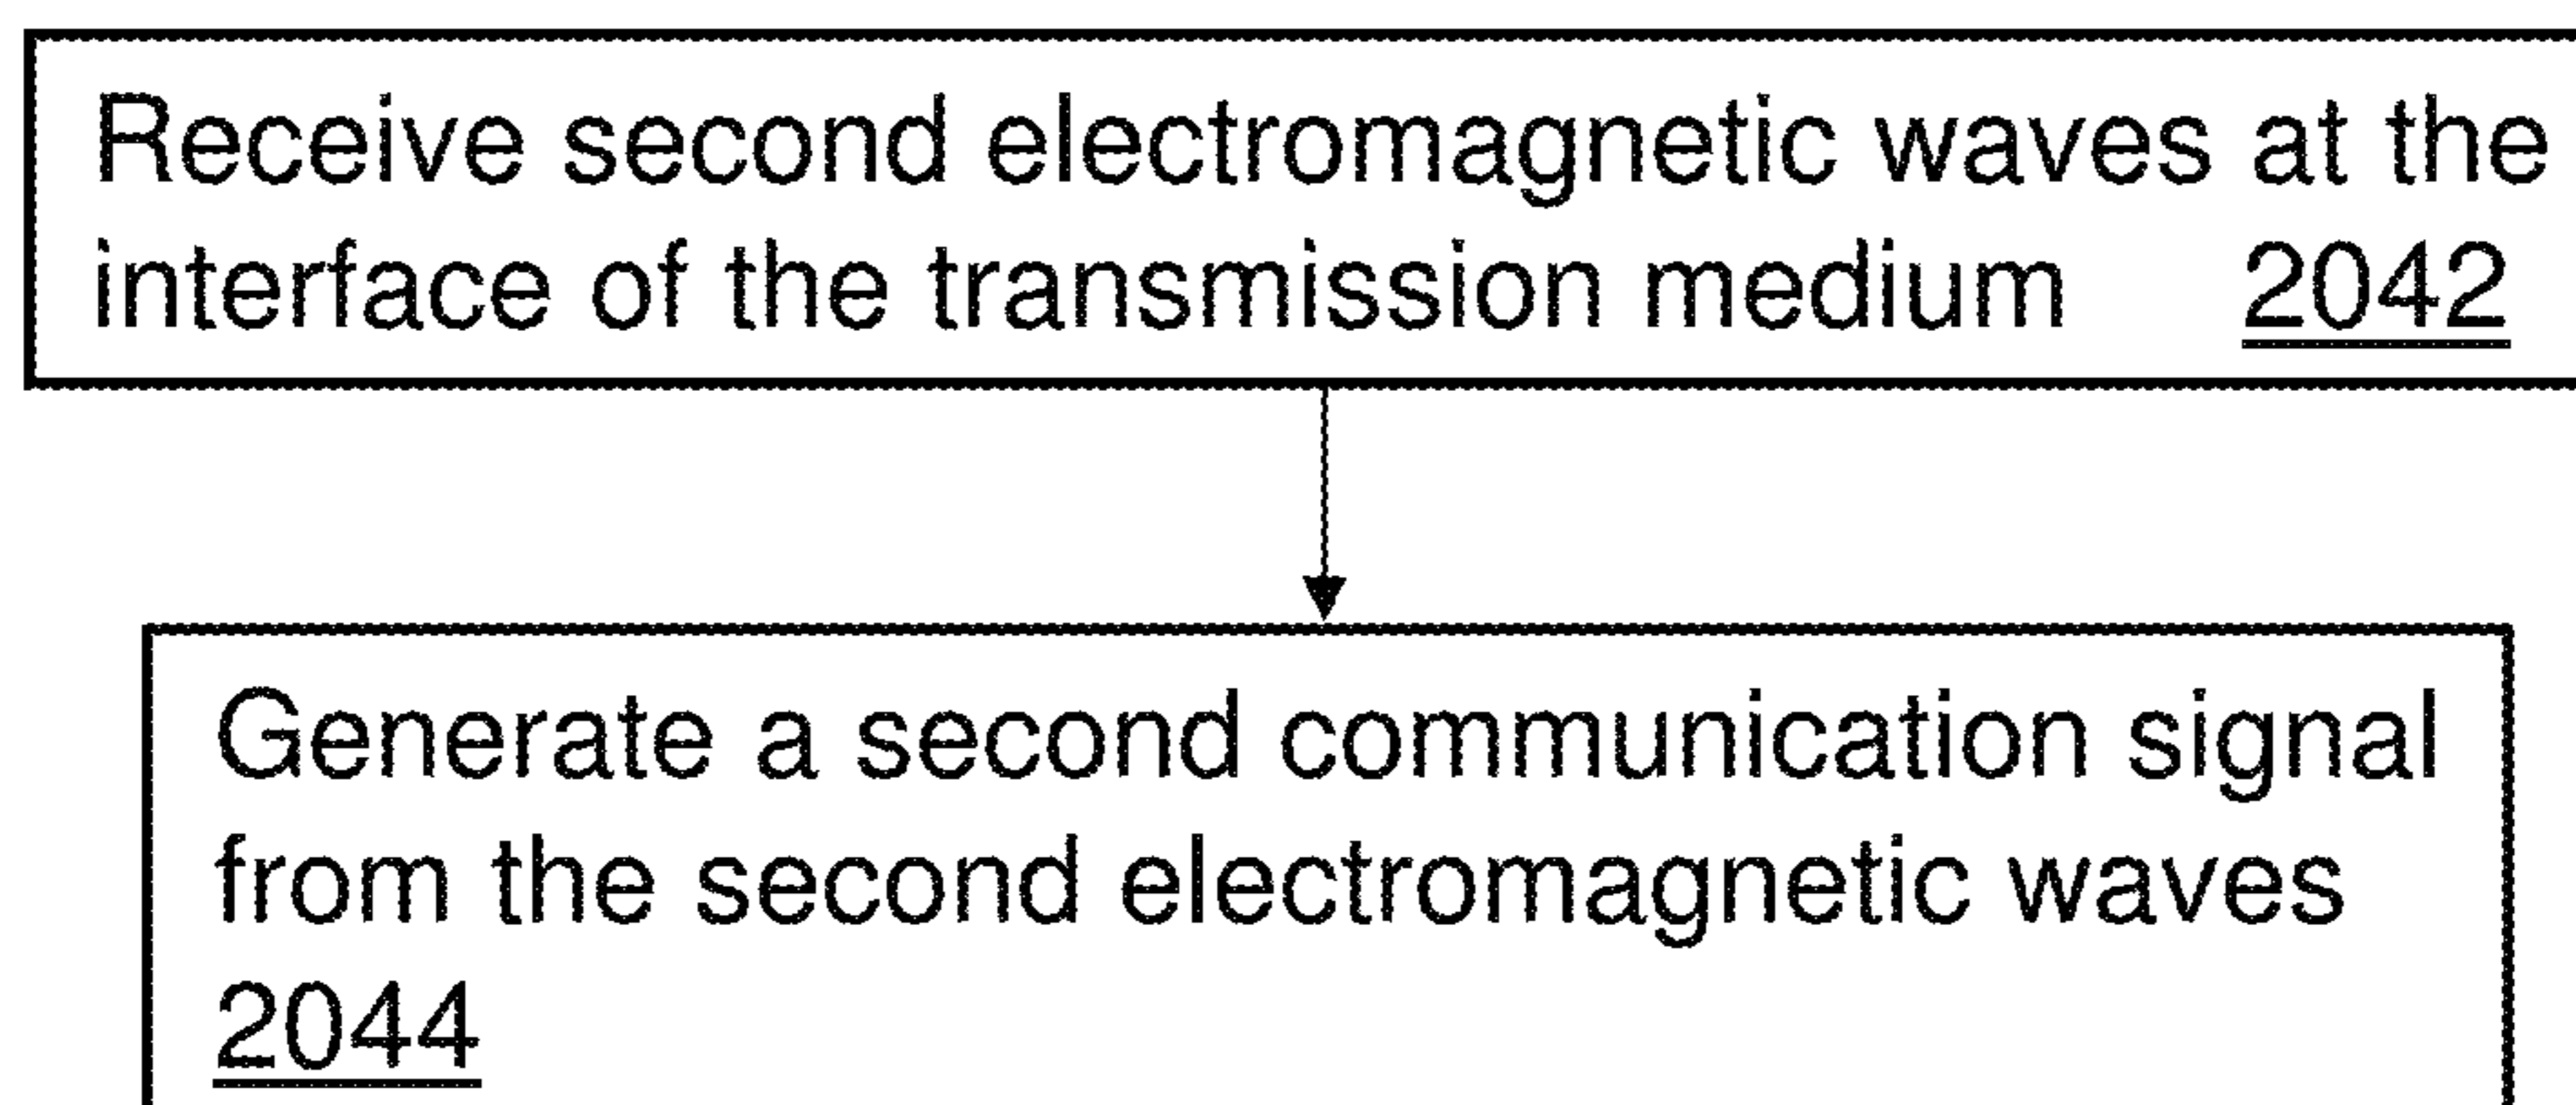 Receive second electromagnetic waves at the
interface of the transmission medium 2042
Generate a second communication signal
from the second electromagnetic waves
2044